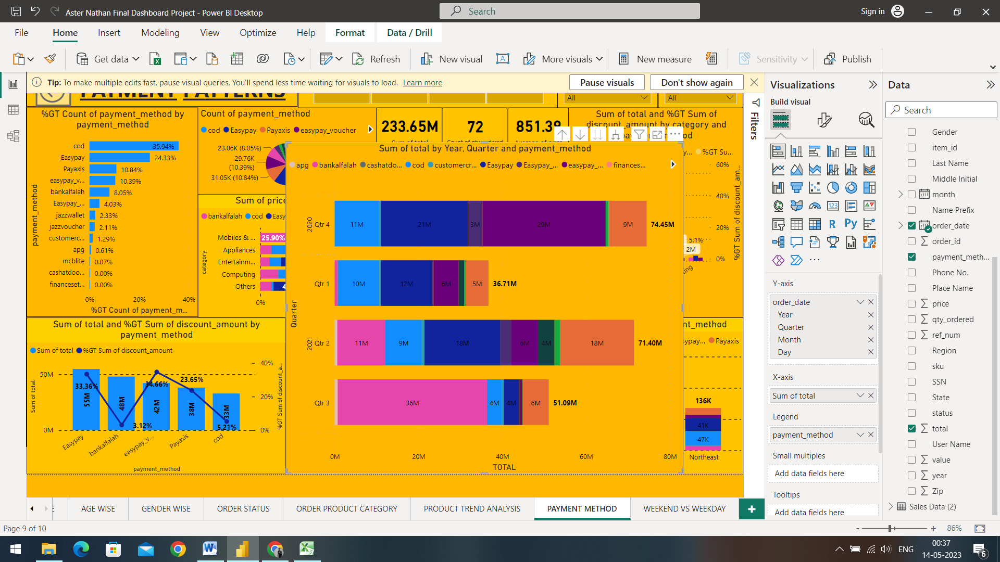 Aster Nathan Final Dashboard Project - Power BI Desktop
Search
Sign in
File Home Insert Modeling View Optimize Help Format Data / Drill
Get data
Refresh
New visual
More visuals
New measure
Sensitivity
Publish
Tip: To make multiple edits fast, pause visual queries. You'll spend less time waiting for visuals to load. Learn more
Pause visuals
Don't show again
PAYMENT PATTERNS
All
All
%GT Count of payment_method by
payment_method
payment_method
cod 35.94%
Easypay 24.33%
Payaxis 10.84%
easypay_v... 10.39%
bankalfalah 8.05%
Easypay_... 4.03%
jazzwallet 2.33%
jazzvoucher 2.11%
customerc... 1.29%
apg 0.61%
mcblite 0.07%
cashatdoo... 0.00%
financeset... 0.00%
0% 20% 40%
%GT Count of payment_m...
Count of payment_method
cod Easypay Payaxis easypay_voucher
23.06K (8.05%)
29.76K
(10.39%)
31.05K (10.84%)
233.65M
72
851.39
Sum of total and %GT Sum of
discount_amount by category and
%GT Su...
60%
40%
20%
0%
5.1%
2M
%GT Sum of discount_am...
Sum of price
bankalfalah cod Easy
category
Mobiles & ... 25.90%
Appliances
Entertainm...
Computing
Others 4
0%
Sum of total by Year, Quarter and payment_method
apg bankalfalah cashatdoo... cod customercr... Easypay Easypay_... easypay_... finances...
Quarter
2020 Qtr 4 11M 21M 3M 29M 9M 74.45M
2021
Qtr 1 10M 12M 6M 5M 36.71M
Qtr 2 11M 9M 18M 6M 4M 18M 71.40M
Qtr 3 36M 4M 4M 6M 51.09M
0M 20M 40M 60M 80M
TOTAL
Sum of total and %GT Sum of discount_amount by
payment_method
Sum of total %GT Sum of discount_amount
Sum of total
50M
0M
33.36% 55M
48M 3.12%
34.66% 42M
23.65% 38M
33M 5.21%
40%
20%
0%
%GT Sum of discount_a...
Easypay bankalfalah easypay_v... Payaxis cod
payment_method
nt_method
ypay... Payaxis
136K
41K
47K
Northeast
Filters
Visualizations
Build visual
123
R
Py
Y-axis
order_date
Year
Quarter
Month
Day
X-axis
Sum of total
Legend
payment_method
Small multiples
Add data fields here
Tooltips
Add data fields here
Data
Search
Gender
item_id
Last Name
Middle Initial
month
Name Prefix
order_date
order_id
payment_meth...
Phone No.
Place Name
price
qty_ordered
ref_num
Region
sku
SSN
State
status
total
User Name
value
year
Zip
Sales Data (2)
E AGE WISE GENDER WISE ORDER STATUS ORDER PRODUCT CATEGORY PRODUCT TREND ANALYSIS PAYMENT METHOD WEEKEND VS WEEKDAY
Page 9 of 10
86%
ENG
00:37
14-05-2023
6